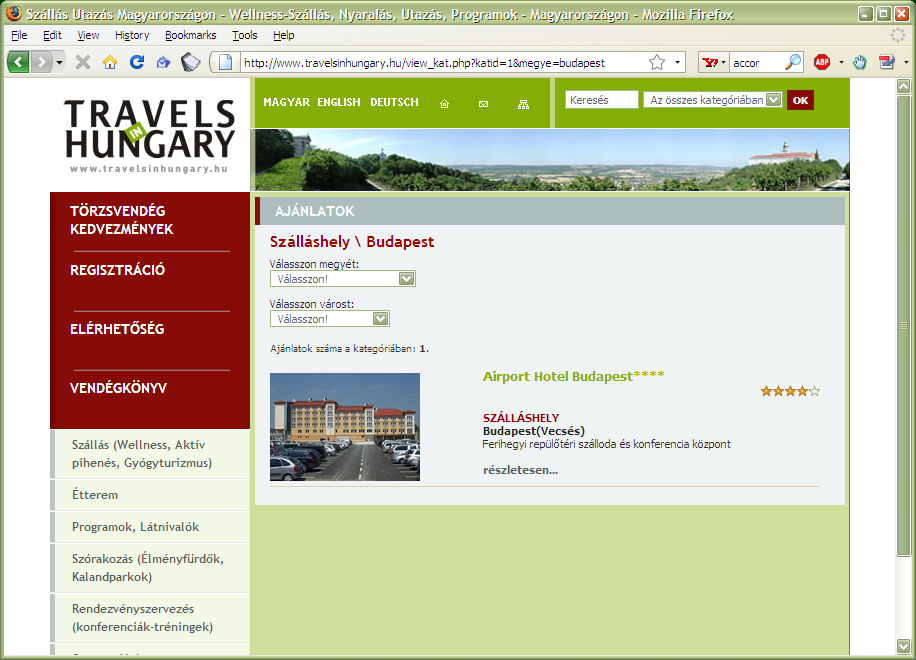 Szállás Utazás Magyarországon - Wellness-Szállás, Nyaralás, Utazás, Programok - Magyarországon - Mozilla Firefox
File Edit View History Bookmarks Tools Help
http://www.travelsinhungary.hu/view_kat.php?katid=1&megye=budapest
accor
ABP
TRAVELS
IN
HUNGARY
www.travelsinhungary.hu
MAGYAR ENGLISH DEUTSCH
Keresés
Az összes kategóriában
OK
TÖRZSVENDÉG
KEDVEZMÉNYEK
REGISZTRÁCIÓ
ELÉRHETŐSÉG
VENDÉGKÖNYV
Szállás (Wellness, Aktív
pihenés, Gyógyturizmus)
Étterem
Programok, Látnivalók
Szórakozás (Élményfürdők,
Kalandparkok)
Rendezvényszervezés
(konferenciák-tréningek)
AJÁNLATOK
Szálláshely \ Budapest
Válasszon megyét:
Válasszon!
Válasszon várost:
Válasszon!
Ajánlatok száma a kategóriában: 1.
Airport Hotel Budapest****
SZÁLLÁSHELY
Budapest(Vecsés)
Ferihegyi repülőtéri szálloda és konferencia központ
részletesen...